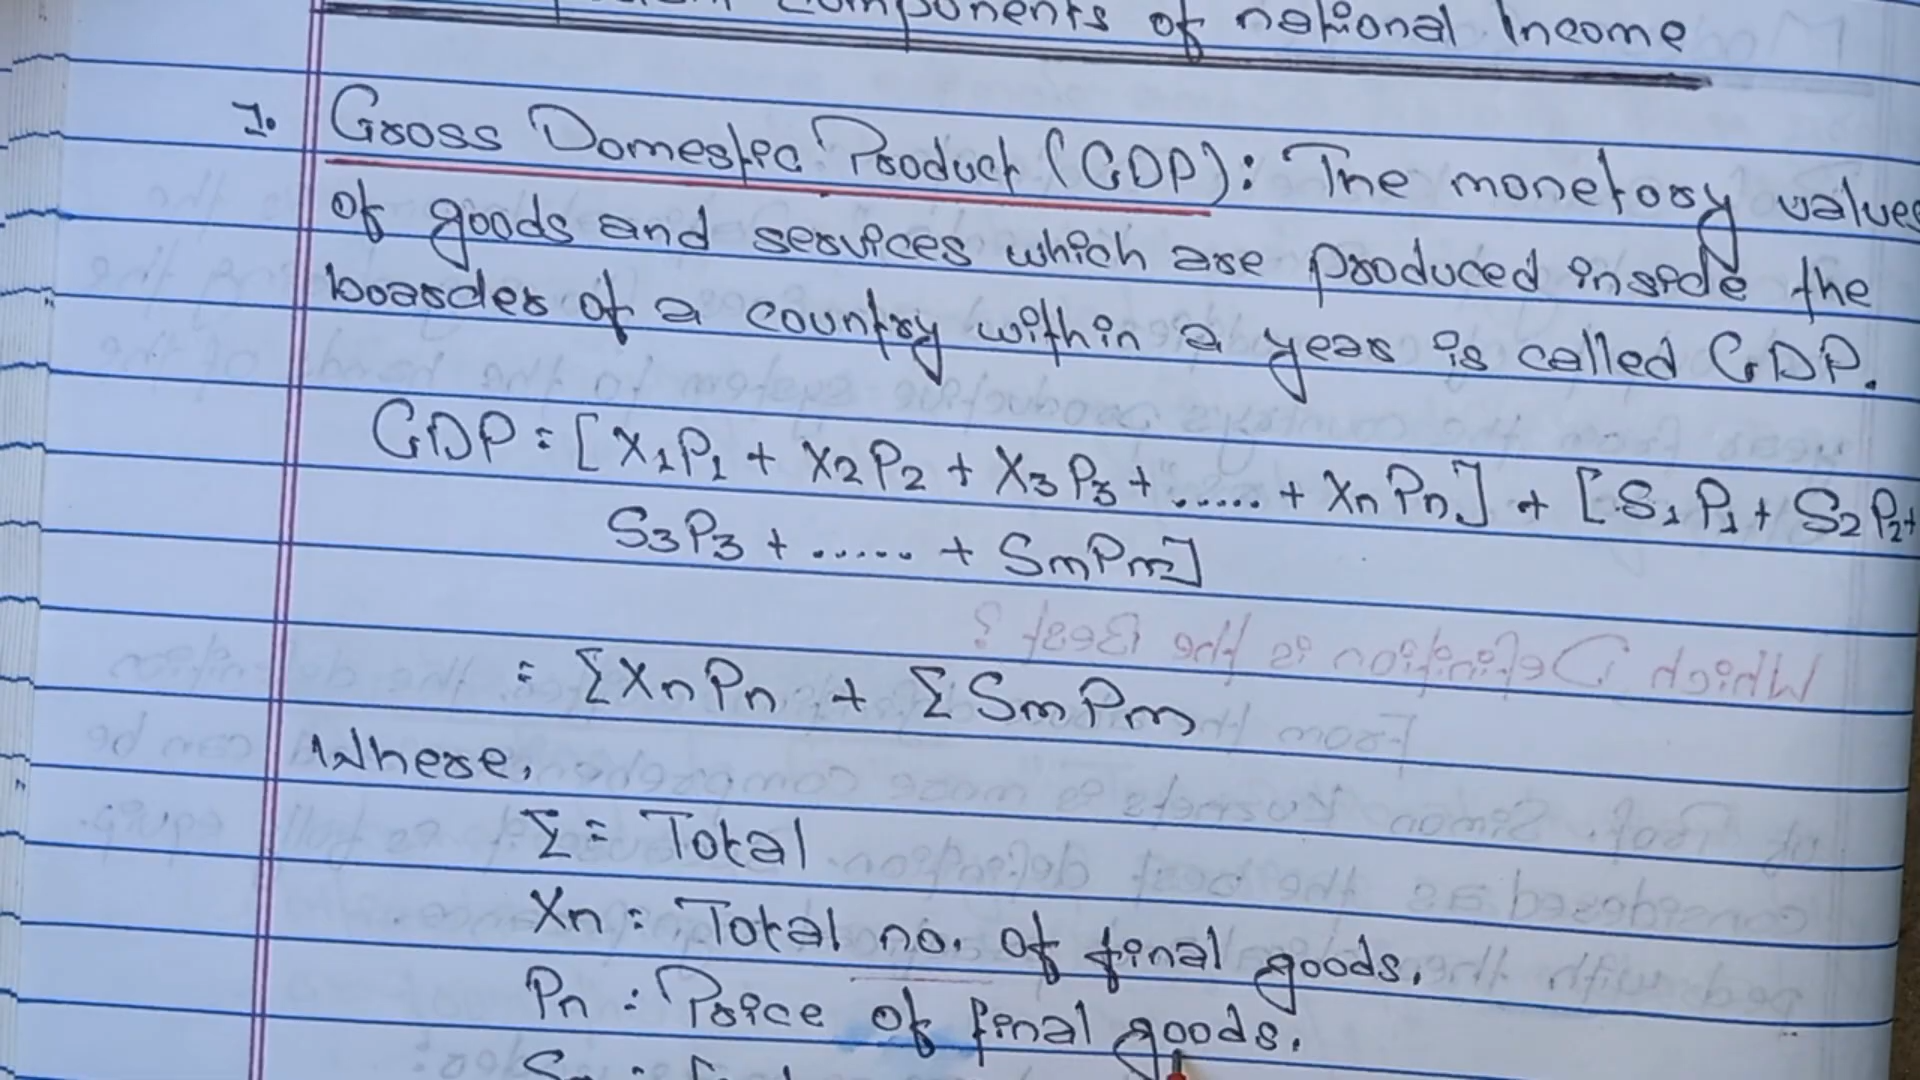 components of national Income
1. Gross Domestic Product (GDP): The monetory values
of goods and services which are produced inside the
boarder of a country within a year is called GDP.
GDP = [X1P1 + X2P2 + X3P3 + ...... + XnPn] + [S1P1 + S2P2+
S3P3 + ...... + SmPm]
= ΣXnPn + ΣSmPm
Where,
Σ = Total
Xn = Total no. of final goods.
Pn = Price of final goods.